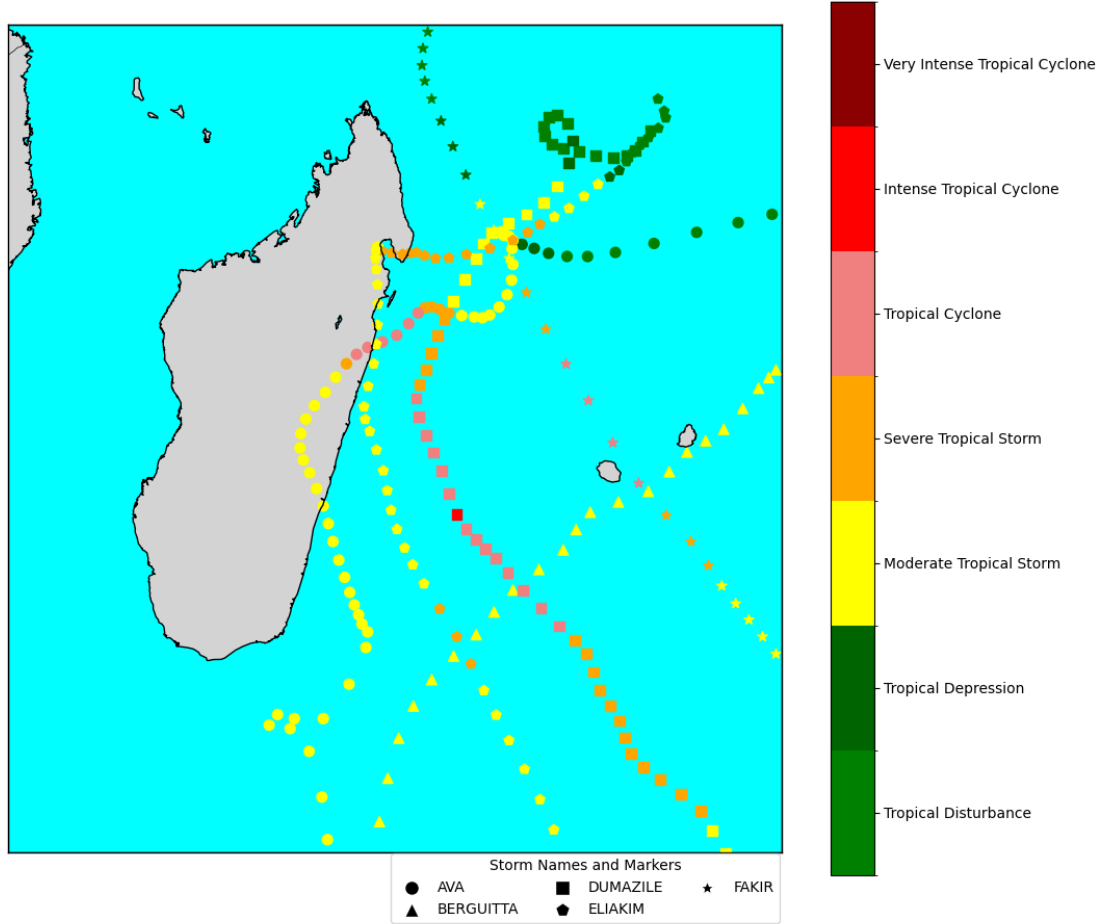 Very Intense Tropical Cyclone
Intense Tropical Cyclone
Tropical Cyclone
Severe Tropical Storm
Moderate Tropical Storm
Tropical Depression
Tropical Disturbance
Storm Names and Markers
AVA DUMAZILE FAKIR
BERGUITTA ELIAKIM